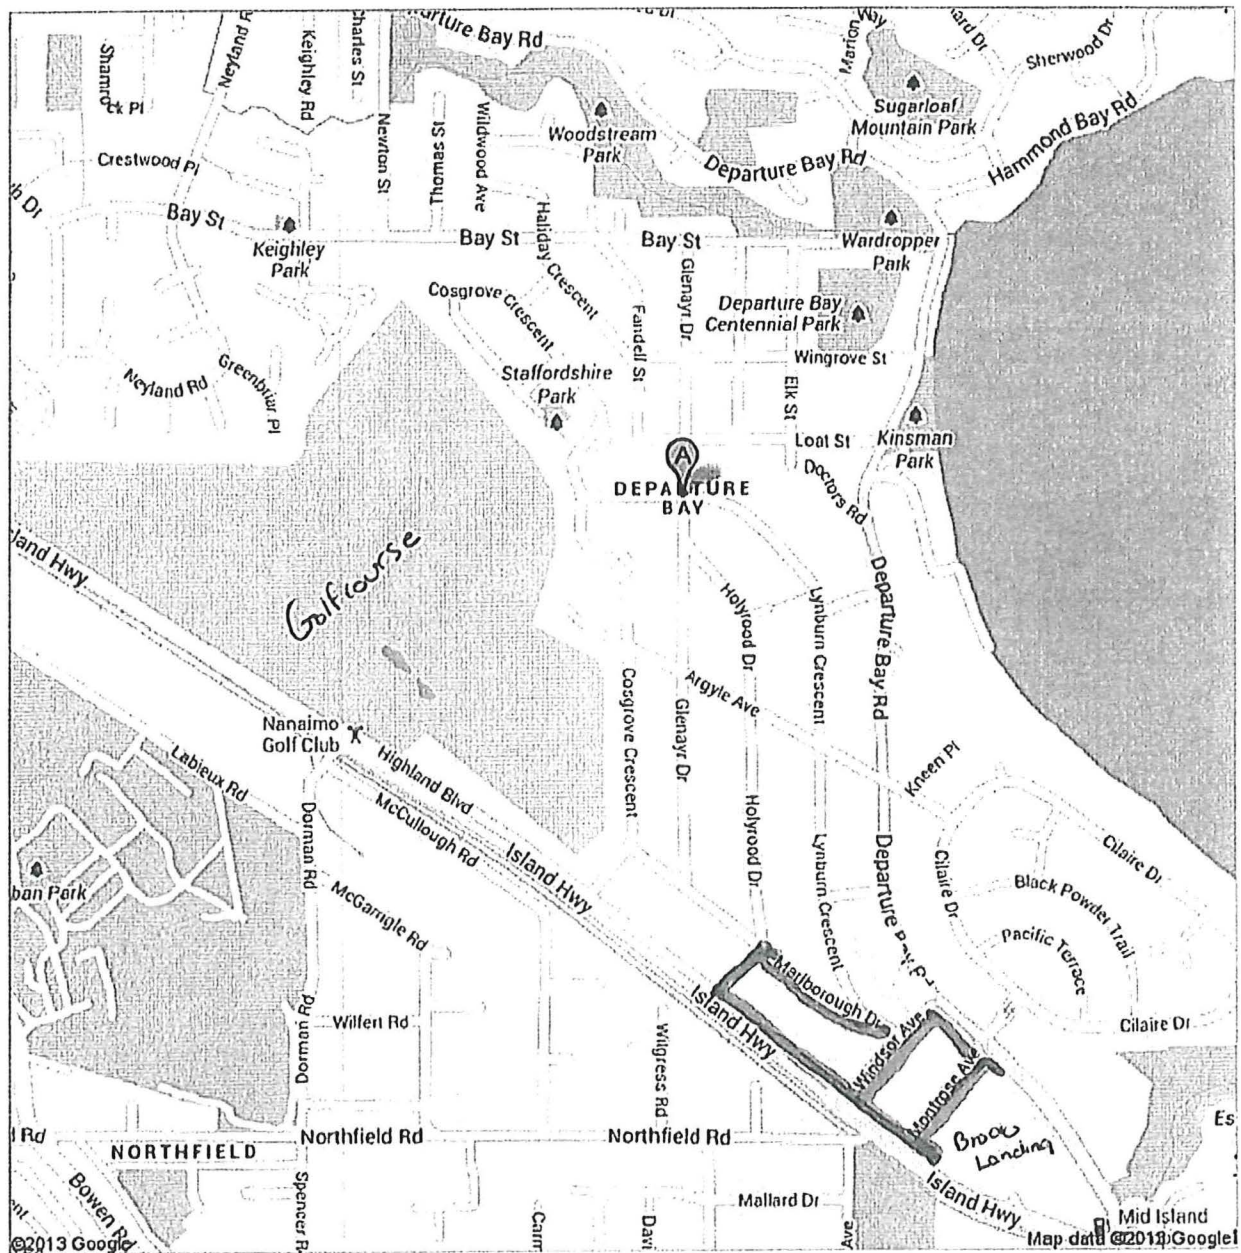 arture Bay Rd
Marion Way
Sherwood Dr
Neyland R
Keighley Rd
Charles St
Shamrock Pl
Sugarloaf
Mountain Park
Hammond Bay Rd
Woodstream
Park
Departure Bay Rd
Newton St
Thomas St
Wildwood Ave
Crestwood Pl
Bay St
Keighley
Park
Bay St
Bay St
Wardropper
Park
Haliday Crescent
Glenayr Dr
Cosgrove Crescent
Departure Bay
Centennial Park
Fandell St
Wingrove St
Neyland Rd
Greenbriar Pl
Staffordshire
Park
Elk St
Loat St
Kinsman
Park
A
DEPARTURE
BAY
Doctors Rd
land Hwy
Golfcourse
Holyrood Dr
Lynburn Crescent
Departure Bay Rd
Argyle Ave
Cosgrove Crescent
Glenayr Dr
Nanaimo
Golf Club
Highland Blvd
Labieux Rd
McCullough Rd
Dorman Rd
Island Hwy
Kneen Pl
Holyrood Dr
Lynburn Crescent
Departure Bay Rd
Cilaire Dr
Cilaire Dr
ban Park
McGarrigle Rd
Black Powder Trail
Pacific Terrace
Marlborough Dr
Island Hwy
Windsor Ave
Montrose Ave
Cilaire Dr
Dorman Rd
Wilfert Rd
Wilgress Rd
Northfield Rd
Northfield Rd
NORTHFIELD
Landing
Island Hwy
Bowen Rd
Spencer R
Mallard Dr
Mid Island
©2013 Google
Map data ©2013 Google